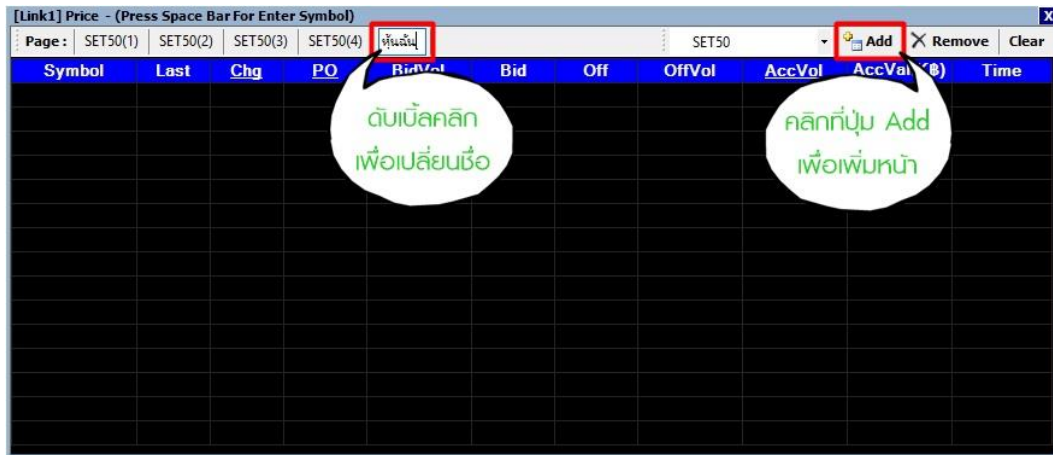 [Link1] Price - (Press Space Bar For Enter Symbol)
Page : SET50(1) SET50(2) SET50(3) SET50(4) หุ้นฉัน SET50 Add Remove Clear
Symbol Last Chg PO BidVol Bid Off OffVol AccVol Time
ดับเบิ้ลคลิก
เพื่อเปลี่ยนชื่อ
คลิกที่ปุ่ม Add
เพื่อเพิ่มหน้า